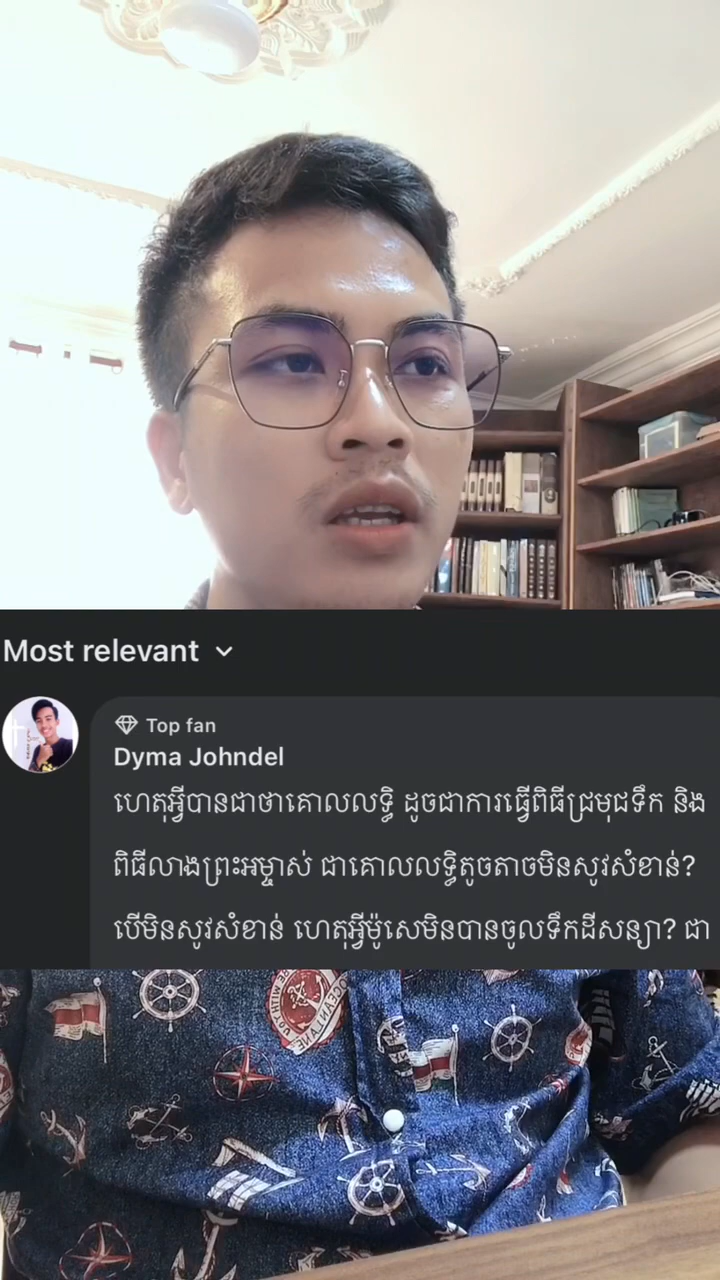 Most relevant
Top fan
Dyma Johndel
ហេតុអ្វីបានជាថាគោលលទ្ធិ ដូចជាការធ្វើពិធីជ្រមុជទឹក និង
ពិធីលាងព្រះអម្ចាស់ ជាគោលលទ្ធិតូចតាចមិនសូវសំខាន់?
បើមិនសូវសំខាន់ ហេតុអ្វីម៉ូសេមិនបានចូលទឹកដីសន្យា? ជា